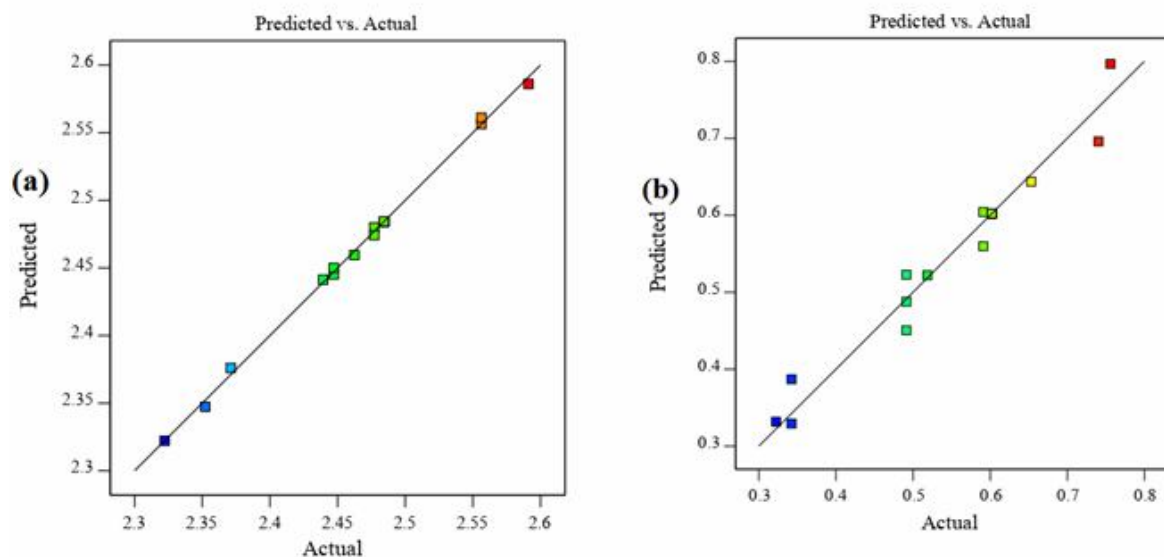 Predicted vs. Actual
(a)
Predicted
2.6
2.55
2.5
2.45
2.4
2.35
2.3
2.3 2.35 2.4 2.45 2.5 2.55 2.6
Actual
Predicted vs. Actual
(b)
Predicted
0.8
0.7
0.6
0.5
0.4
0.3
0.3 0.4 0.5 0.6 0.7 0.8
Actual